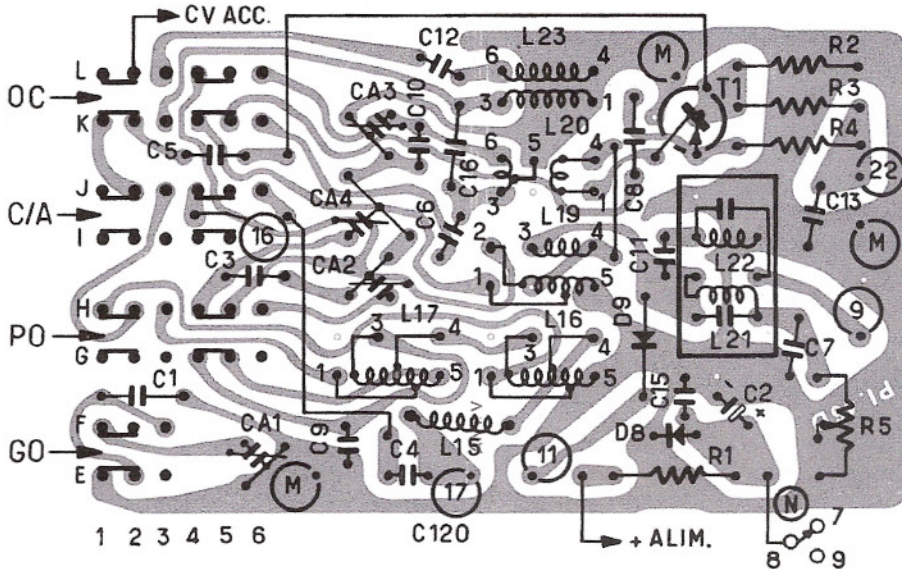 CV ACC.
L
OC
K
C12
L23
6
4
M
R2
T1
CA3
C10
3
1
R3
L20
R4
C5
C16
6
5
4
C8
22
J
C/A
I
16
CA4
C6
3
1
L19
C13
M
C3
CA2
2
3
4
C11
L22
H
L17
1
5
L16
D9
9
PO
G
3
4
3
4
L21
C7
1
5
1
5
C1
C15
C2
+
F
CA1
C9
D8
R5
GO
L15
11
E
M
C4
17
R1
N
1 2 3 4 5 6
C120
+ ALIM.
7
8
9